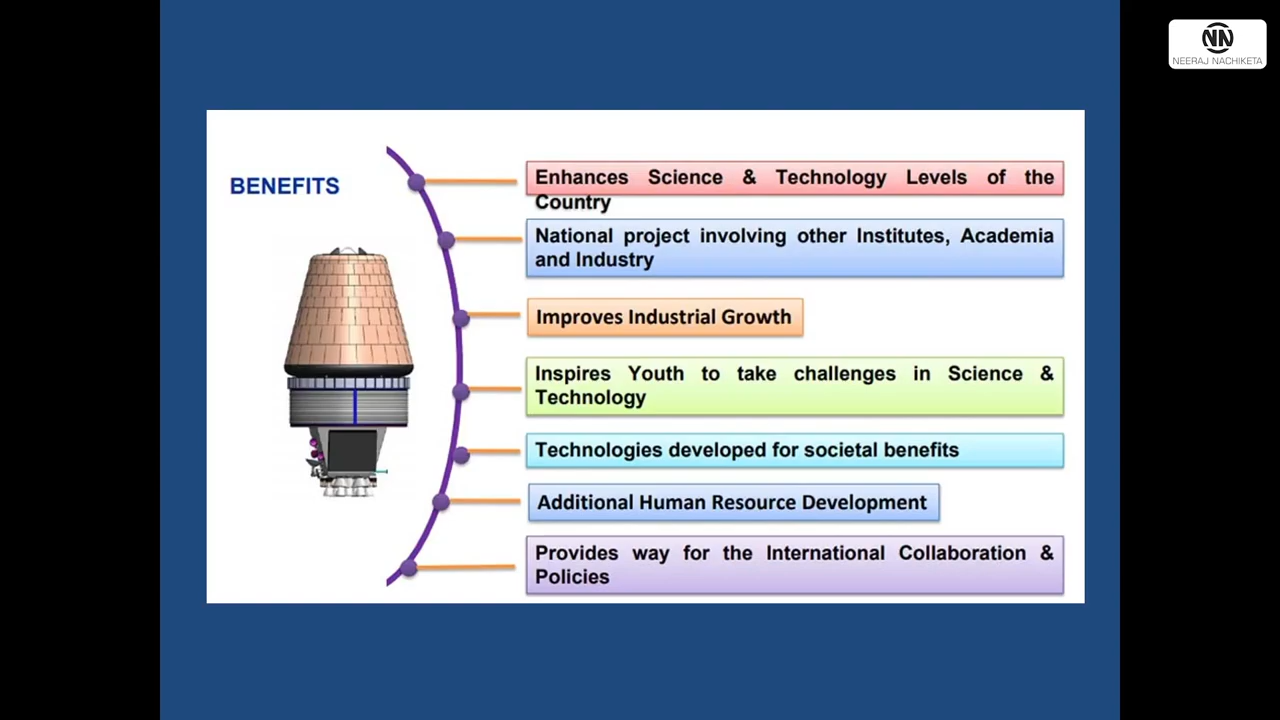 NN
NEERAJ NACHIKETA
BENEFITS
Enhances Science & Technology Levels of the
Country
National project involving other Institutes, Academia
and Industry
Improves Industrial Growth
Inspires Youth to take challenges in Science &
Technology
Technologies developed for societal benefits
Additional Human Resource Development
Provides way for the International Collaboration &
Policies